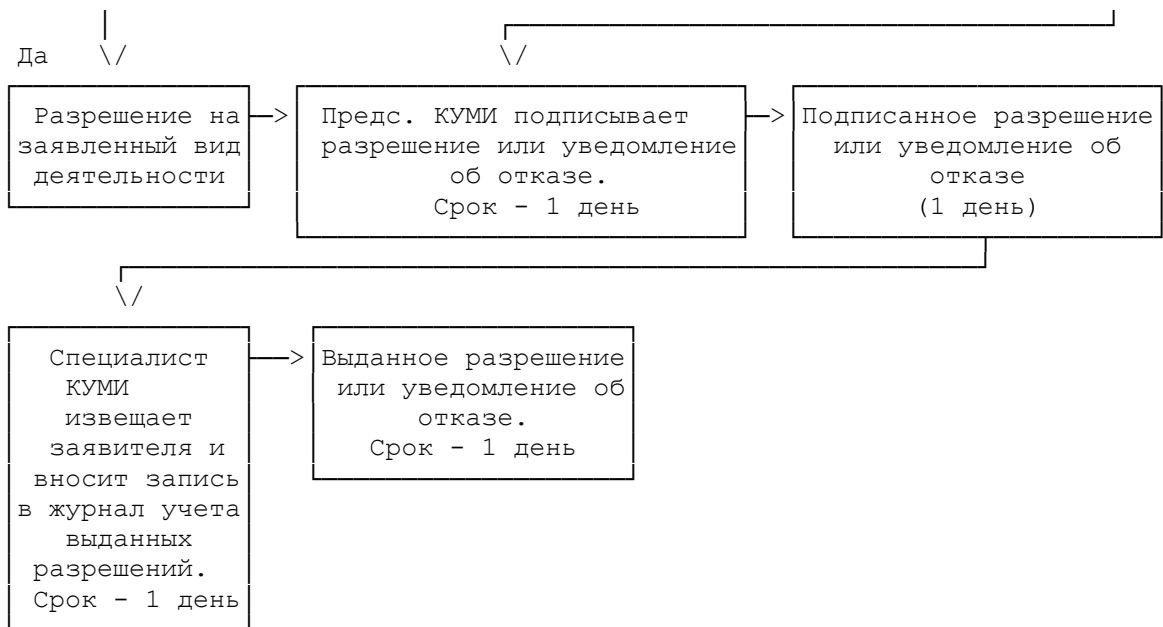 Да
Разрешение на
заявленный вид
деятельности
Предс. КУМИ подписывает
разрешение или уведомление
об отказе.
Срок - 1 день
Подписанное разрешение
или уведомление об
отказе
(1 день)
Специалист
КУМИ
извещает
заявителя и
вносит запись
в журнал учета
выданных
разрешений.
Срок - 1 день
Выданное разрешение
или уведомление об
отказе.
Срок - 1 день